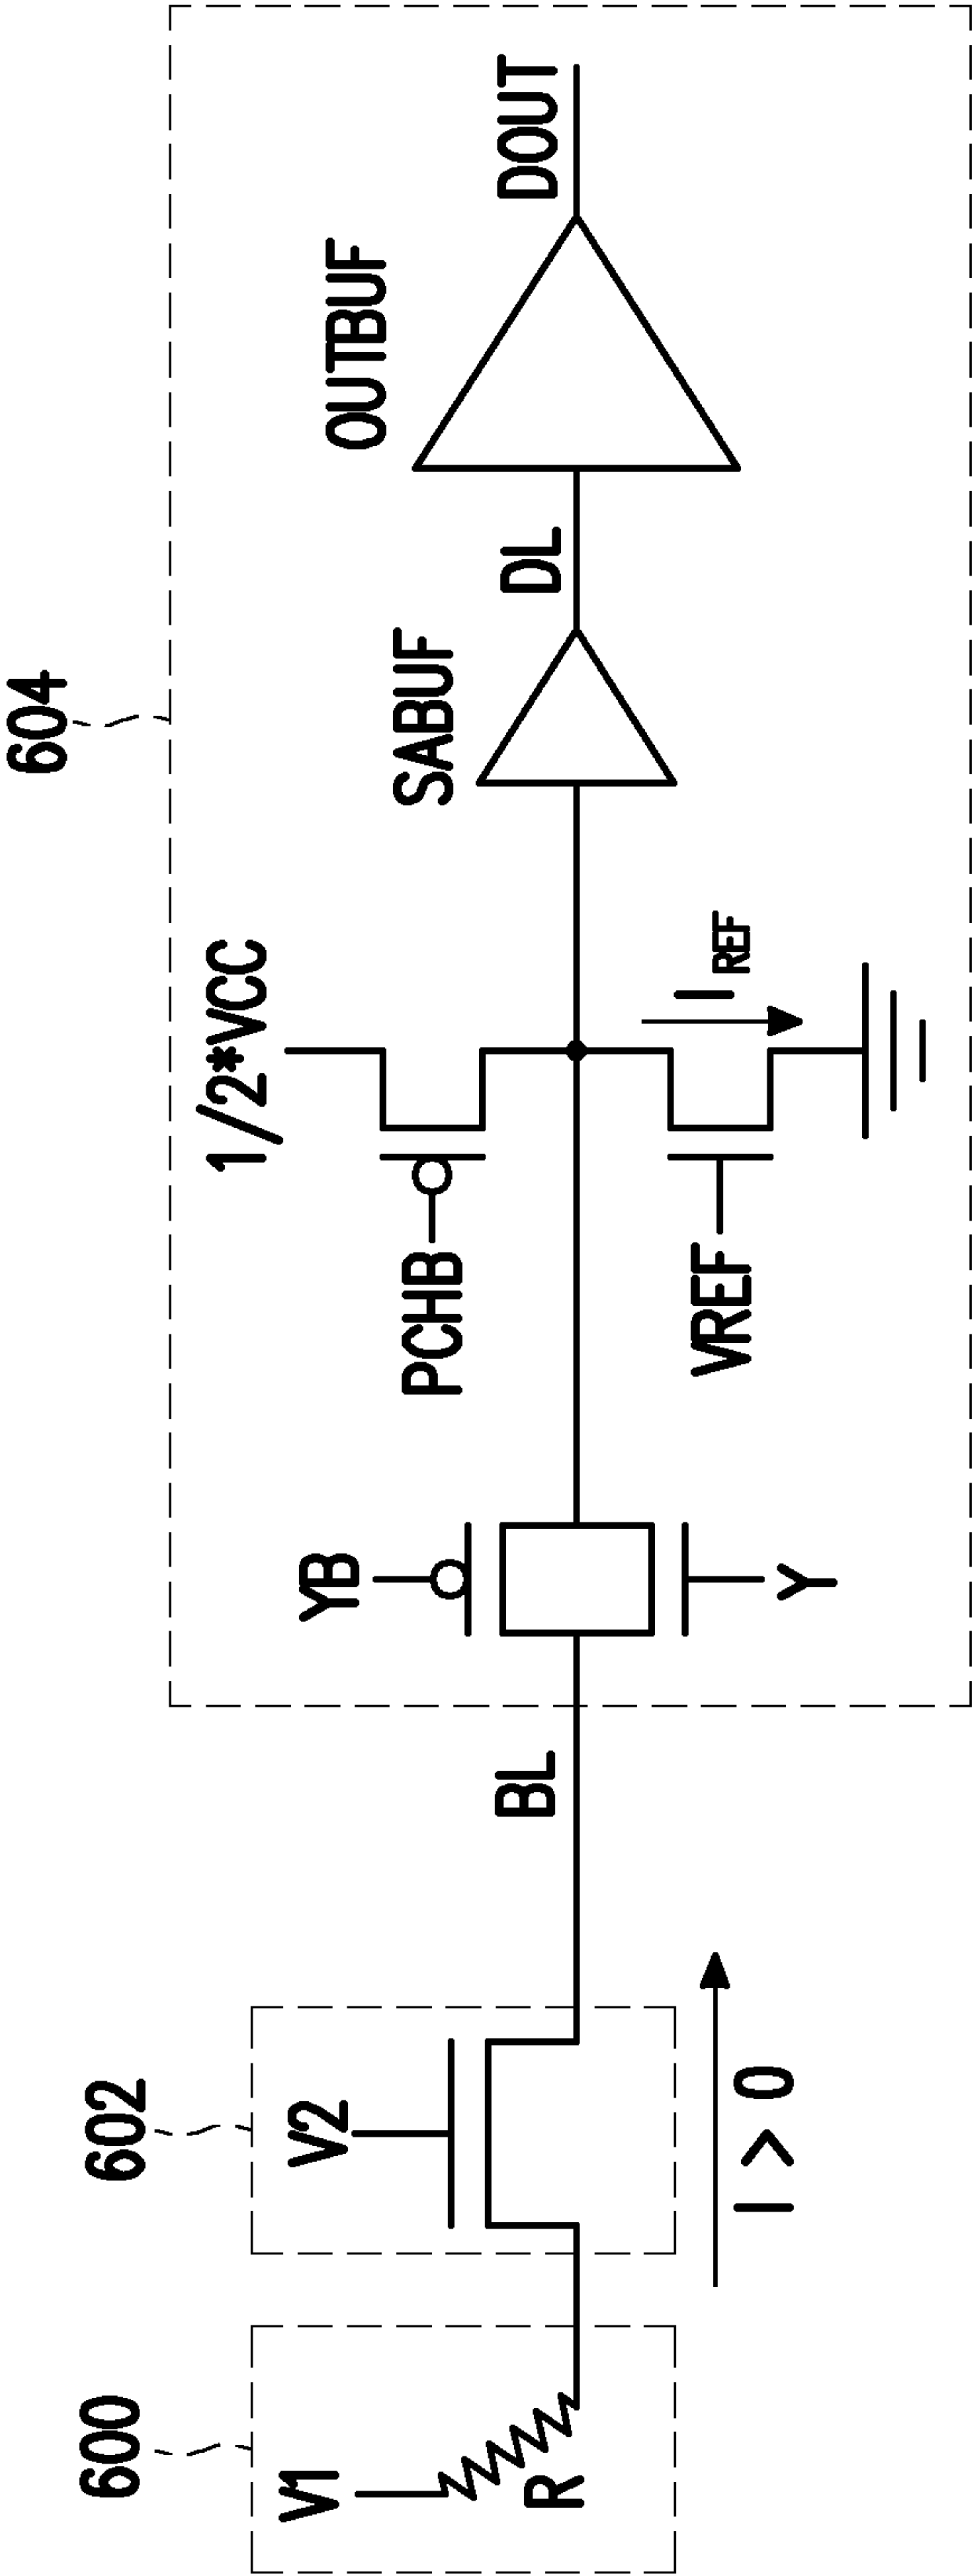 600
V1
R
602
V2
I > 0
BL
604
YB
Y
1/2*VCC
PCHB
VREF
IREF
SABUF
DL
OUTBUF
DOUT